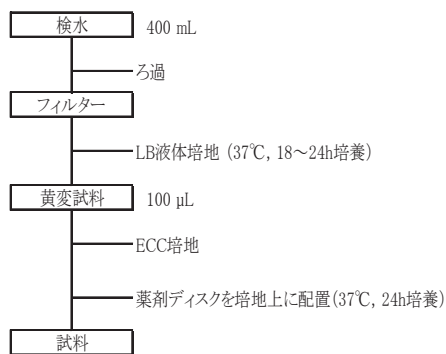 検水 400 mL
ろ過
フィルター
LB液体培地 (37℃, 18～24h培養)
黄変試料 100 μL
ECC培地
薬剤ディスクを培地上に配置(37℃, 24h培養)
試料